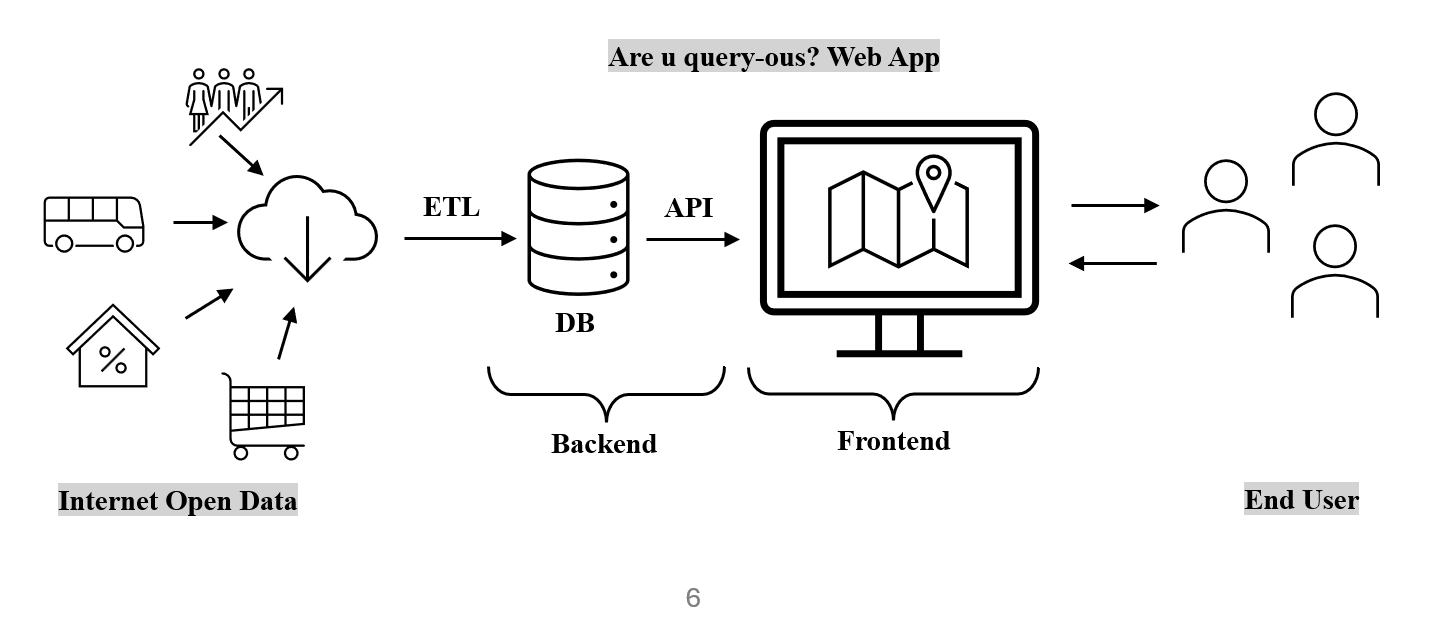 Are u query-ous? Web App
ETL
API
DB
Backend
Frontend
Internet Open Data
End User
6